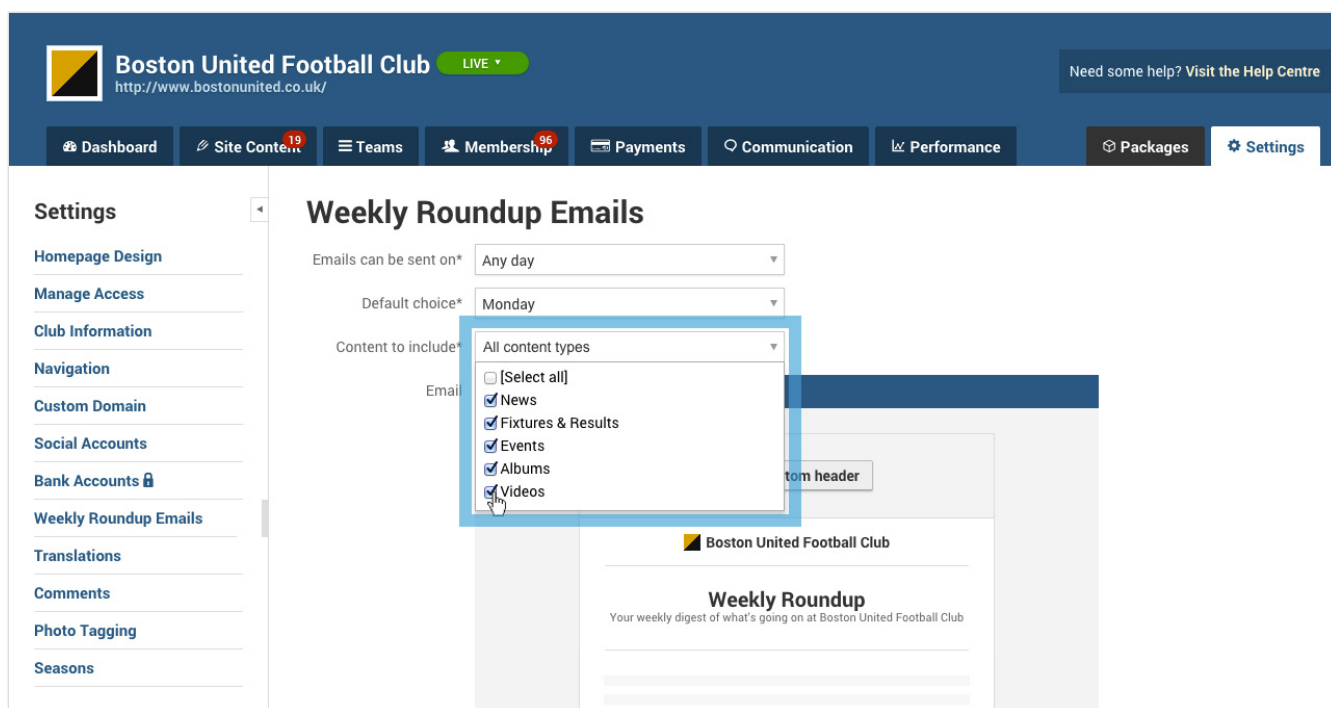 Boston United Football Club LIVE
http://www.bostonunited.co.uk/
Need some help? Visit the Help Centre
Dashboard Site Content 19 Teams Membership 96 Payments Communication Performance Packages Settings
Settings
Homepage Design
Manage Access
Club Information
Navigation
Custom Domain
Social Accounts
Bank Accounts
Weekly Roundup Emails
Translations
Comments
Photo Tagging
Seasons
Weekly Roundup Emails
Emails can be sent on* Any day
Default choice* Monday
Content to include* All content types
[Select all]
News
Fixtures & Results
Events
Albums
Videos
Email
tom header
Boston United Football Club
Weekly Roundup
Your weekly digest of what's going on at Boston United Football Club